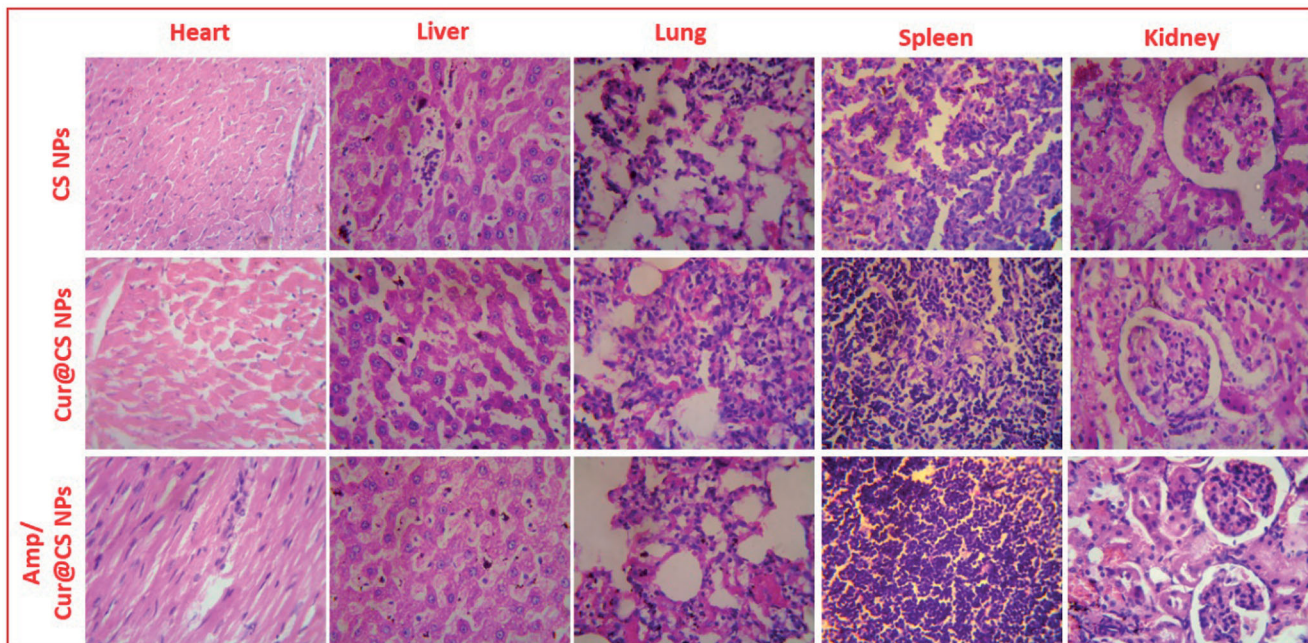 Heart Liver Lung Spleen Kidney
CS NPs
Cur@CS NPs
Amp/
Cur@CS NPs